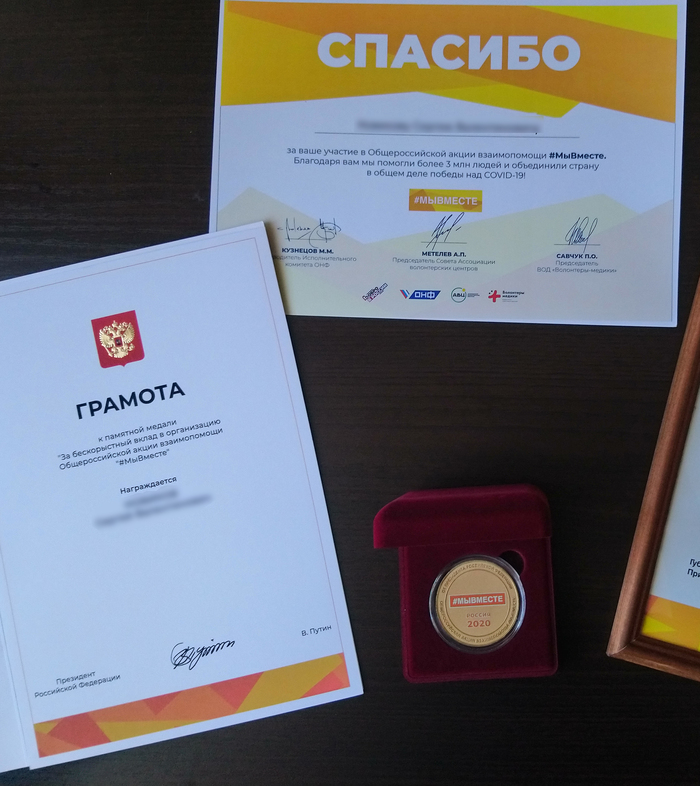 СПАСИБО
за ваше участие в Общероссийской акции взаимопомощи #МыВместе.
Благодаря вам мы помогли более 3 млн людей и объединили страну
в общем деле победы над COVID-19!
#МЫВМЕСТЕ
КУЗНЕЦОВ М.М.
Исполнительного
комитета ОНФ
МЕТЕЛЕВ А.П.
Председатель Совета Ассоциации
волонтерских центров
САВЧУК П.О.
Председатель
ВОД «Волонтеры-медики»
ОНФ
АВЦ
Волонтеры
медики
ГРАМОТА
к памятной медали
"За бескорыстный вклад в организацию
Общероссийской акции взаимопомощи
"#МыВместе"
Награждается
Президент
Российской Федерации
В. Путин
#МЫВМЕСТЕ
РОССИЯ
2020